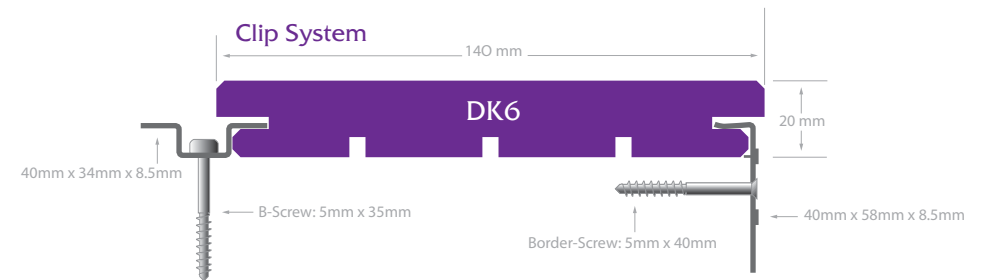 Clip System
140 mm
DK6
20 mm
40mm x 34mm x 8.5mm
B-Screw: 5mm x 35mm
40mm x 58mm x 8.5mm
Border-Screw: 5mm x 40mm